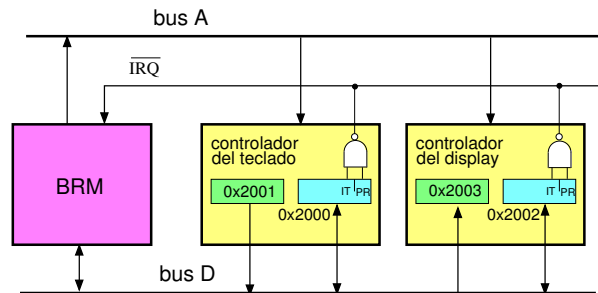 bus A
IRQ
BRM
controlador
del teclado
0x2001
IT PR
0x2000
controlador
del display
0x2003
IT PR
0x2002
bus D